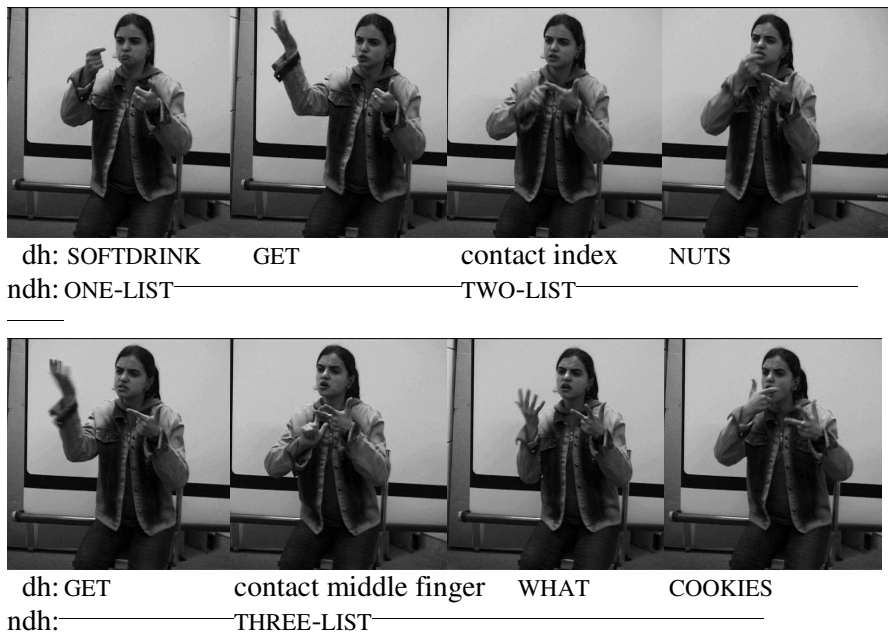 dh: SOFTDRINK GET contact index NUTS
ndh: ONE-LIST TWO-LIST
dh: GET contact middle finger WHAT COOKIES
ndh: THREE-LIST